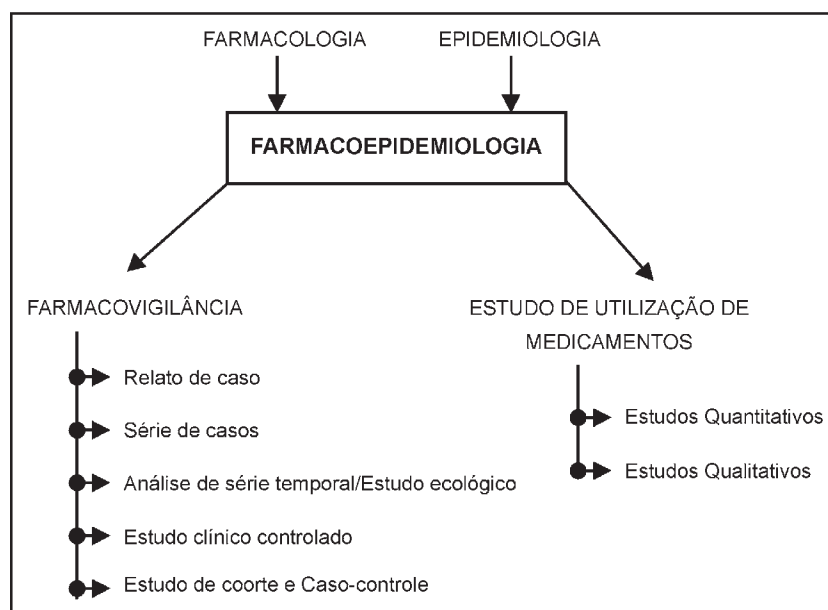 FARMACOLOGIA
EPIDEMIOLOGIA
FARMACOEPIDEMIOLOGIA
FARMACOVIGILÂNCIA
Relato de caso
Série de casos
Análise de série temporal/Estudo ecológico
Estudo clínico controlado
Estudo de coorte e Caso-controle
ESTUDO DE UTILIZAÇÃO DE
MEDICAMENTOS
Estudos Quantitativos
Estudos Qualitativos